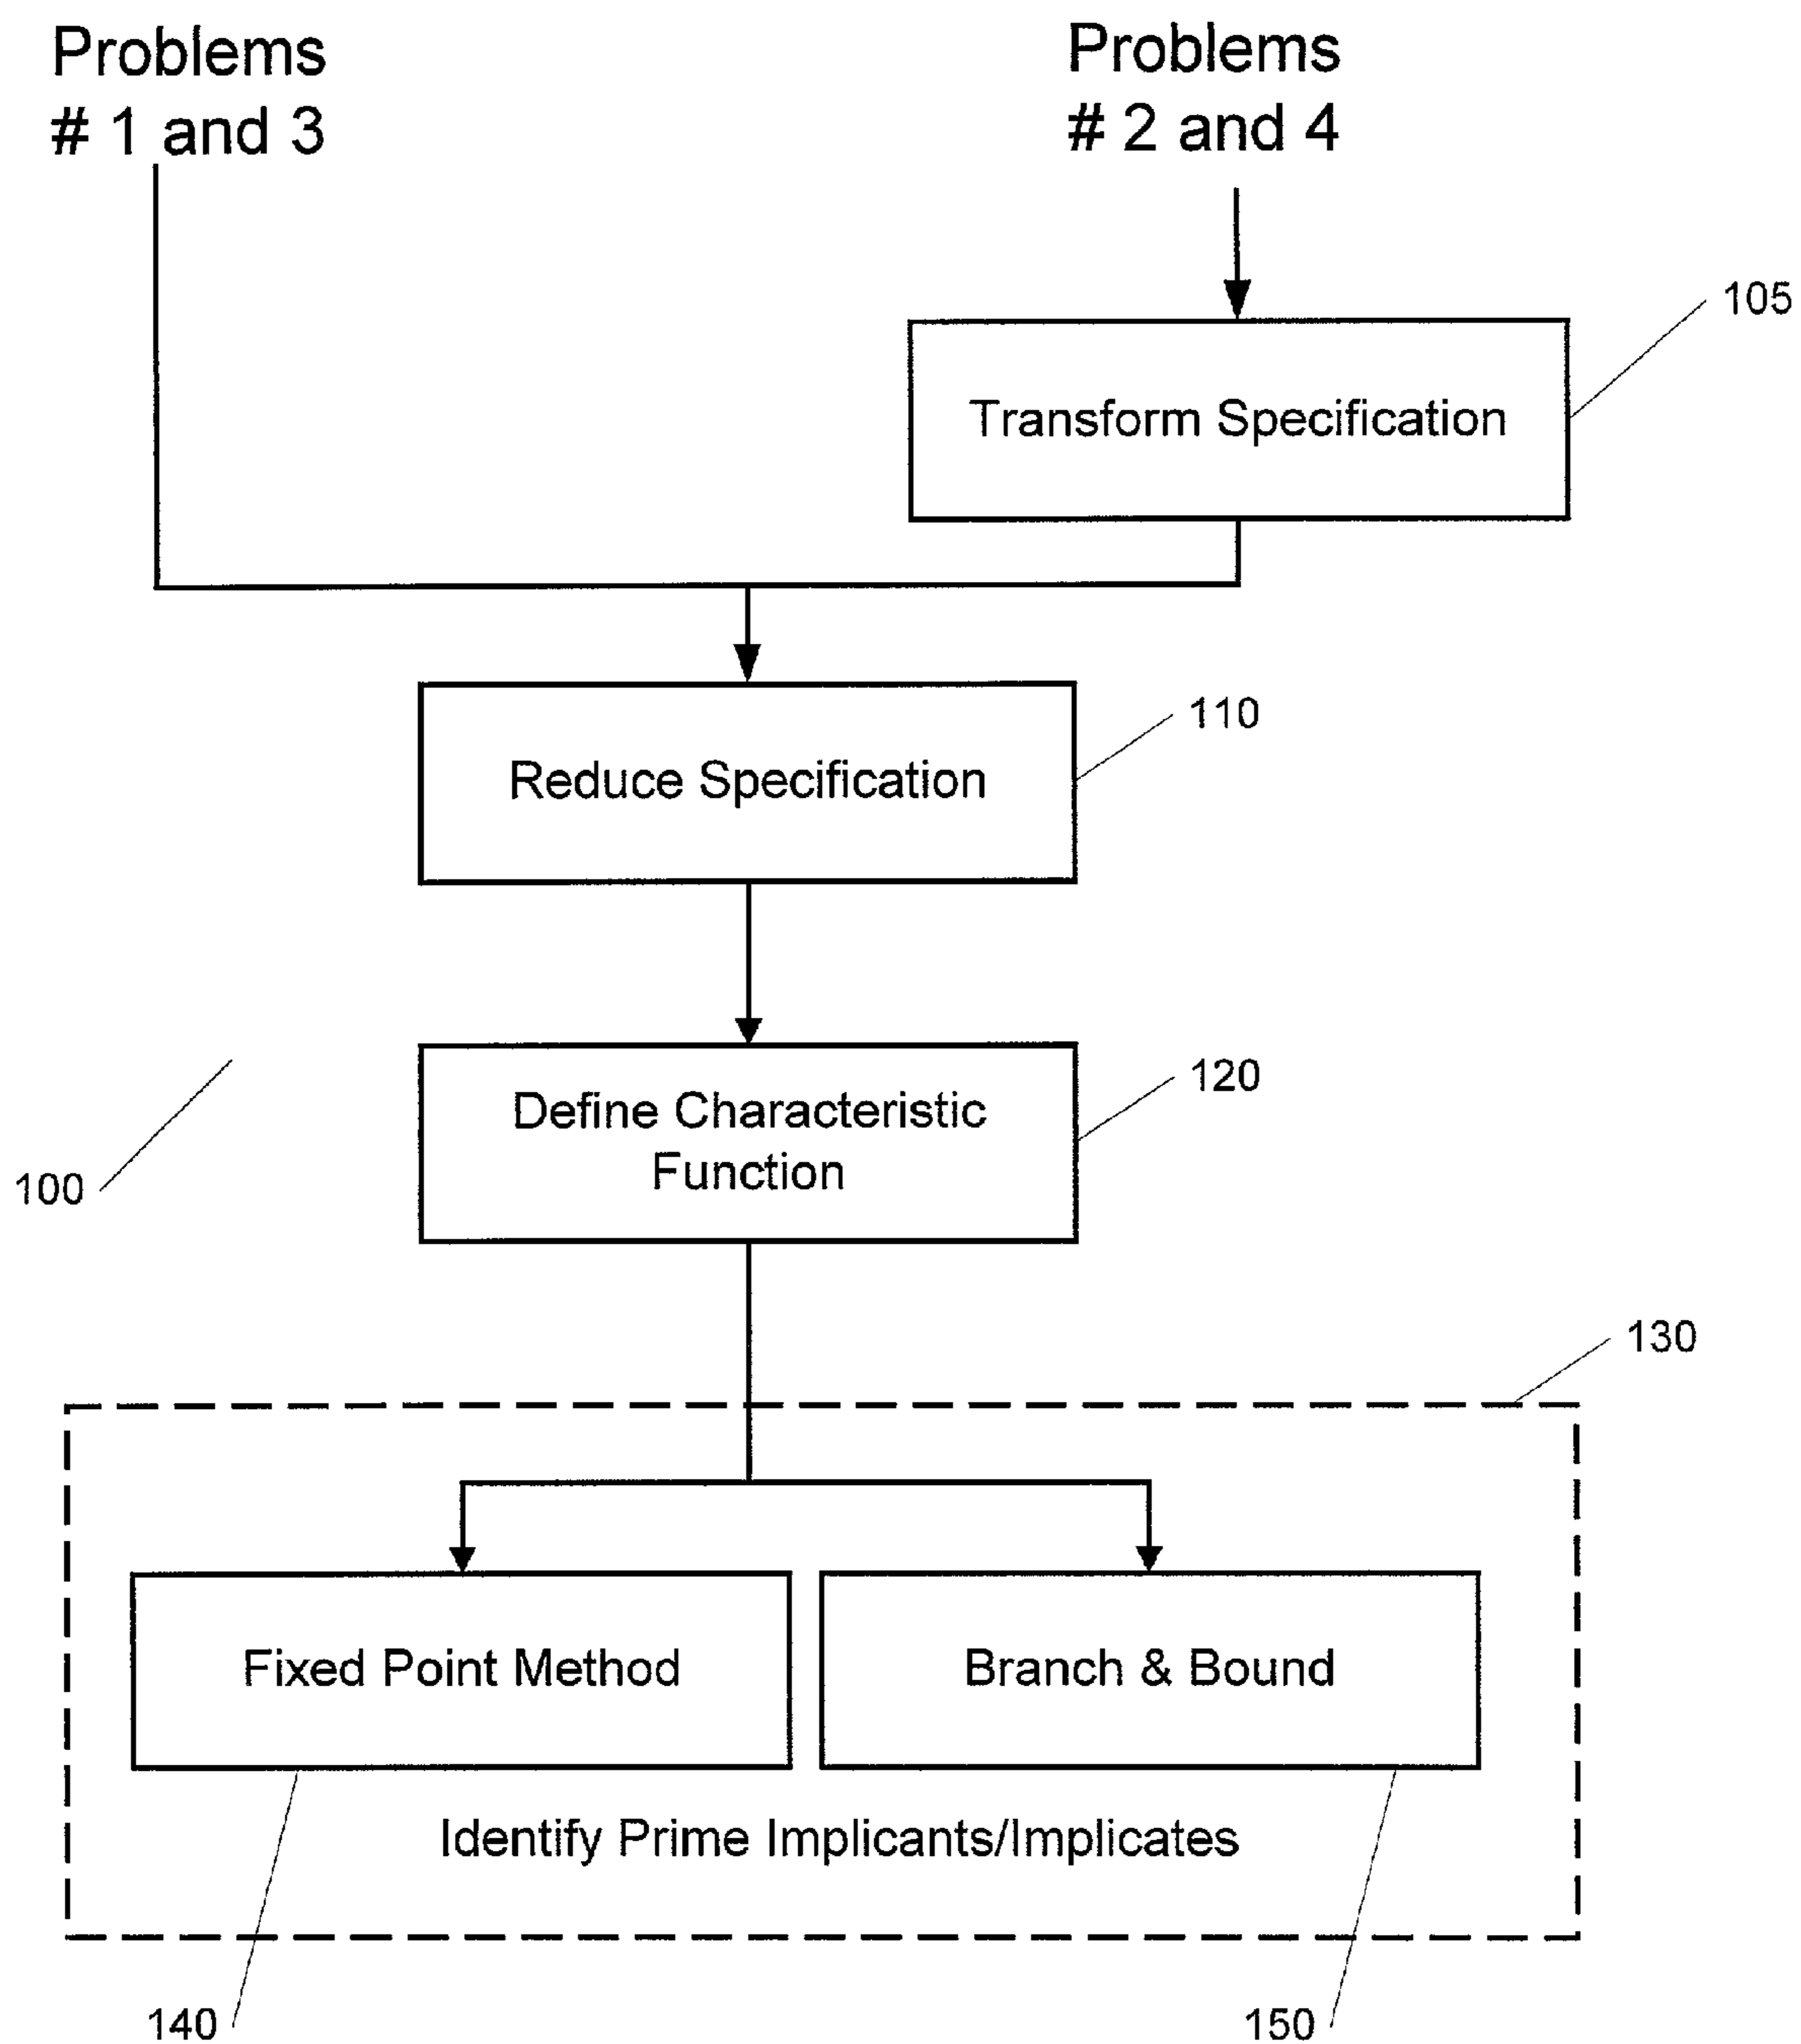 Problems
# 1 and 3
Problems
# 2 and 4
105
Transform Specification
110
Reduce Specification
120
Define Characteristic
Function
100
130
Fixed Point Method
Branch & Bound
Identify Prime Implicants/Implicates
140
150